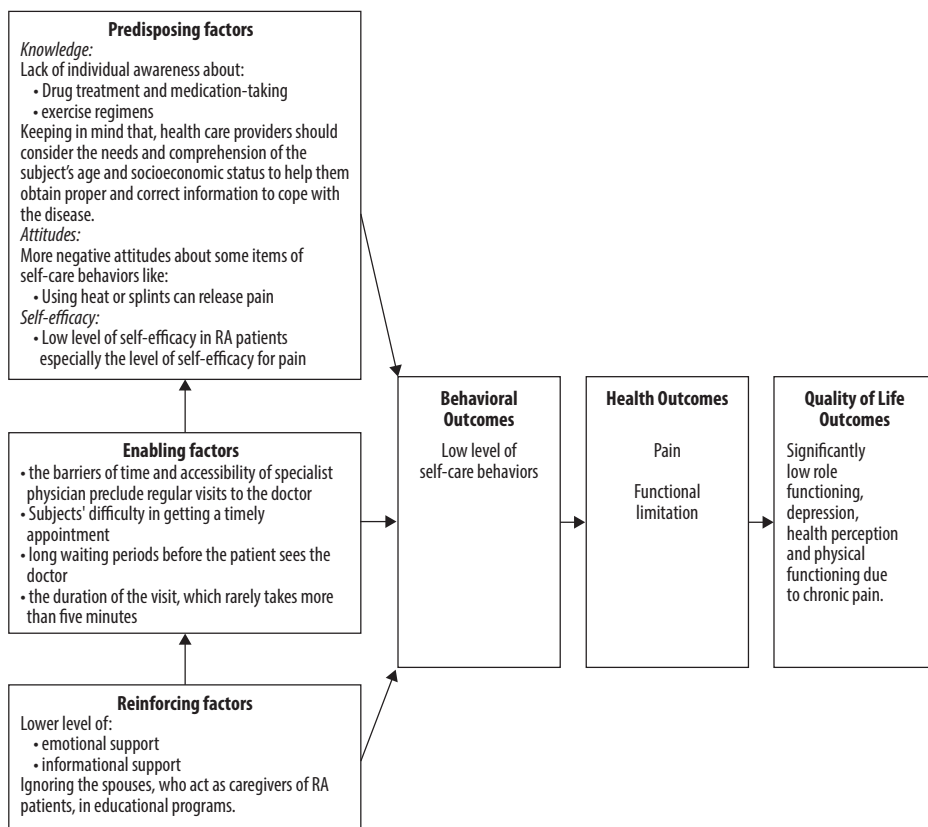 Predisposing factors
Knowledge:
Lack of individual awareness about:
• Drug treatment and medication-taking
• exercise regimens
Keeping in mind that, health care providers should
consider the needs and comprehension of the
subject's age and socioeconomic status to help them
obtain proper and correct information to cope with
the disease.
Attitudes:
More negative attitudes about some items of
self-care behaviors like:
• Using heat or splints can release pain
Self-efficacy:
• Low level of self-efficacy in RA patients
especially the level of self-efficacy for pain
Enabling factors
• the barriers of time and accessibility of specialist
physician preclude regular visits to the doctor
• Subjects' difficulty in getting a timely
appointment
• long waiting periods before the patient sees the
doctor
• the duration of the visit, which rarely takes more
than five minutes
Reinforcing factors
Lower level of:
• emotional support
• informational support
Ignoring the spouses, who act as caregivers of RA
patients, in educational programs.
Behavioral
Outcomes
Low level of
self-care behaviors
Health Outcomes
Pain
Functional
limitation
Quality of Life
Outcomes
Significantly
low role
functioning,
depression,
health perception
and physical
functioning due
to chronic pain.